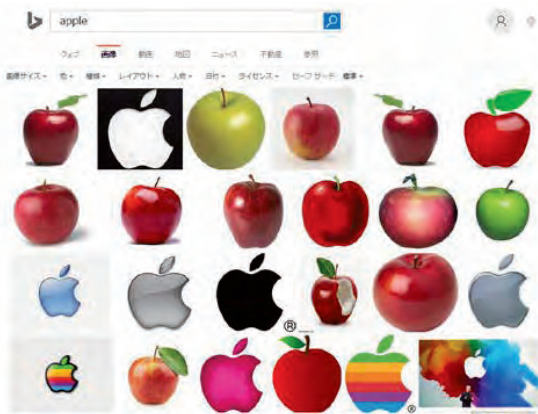 apple
ウェブ 画像 動画 地図 ニュース 不動産 参照
画像サイズ 色 種類 レイアウト 人物 日付 ライセンス セーフ サーチ: 標準
®
®